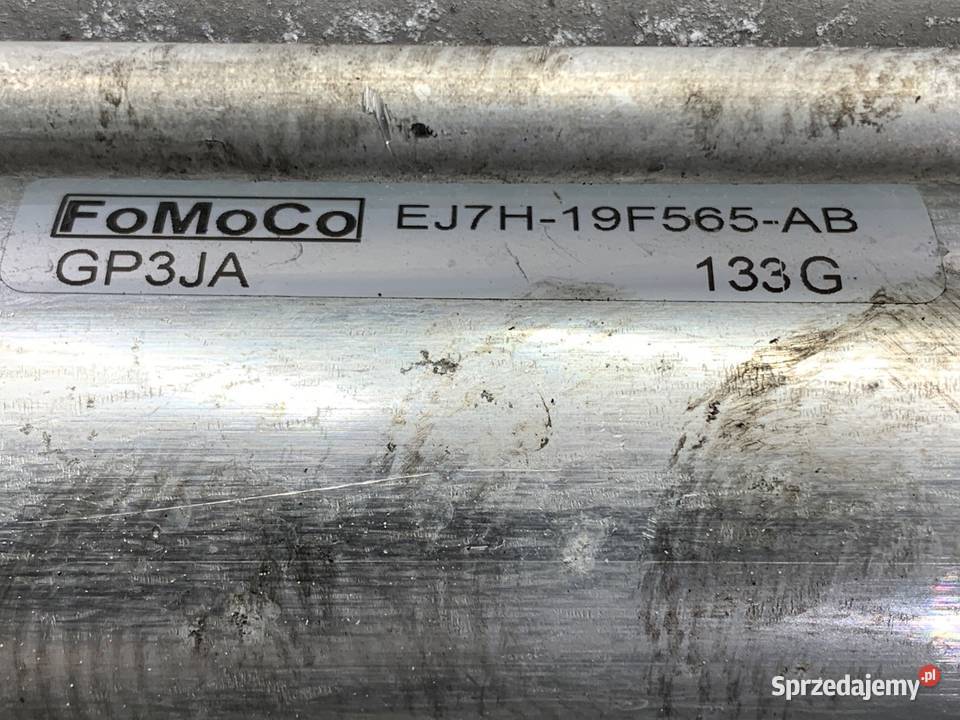 FoMoCo EJ7H-19F565-AB
GP3JA 133G
Sprzedajemy.pl